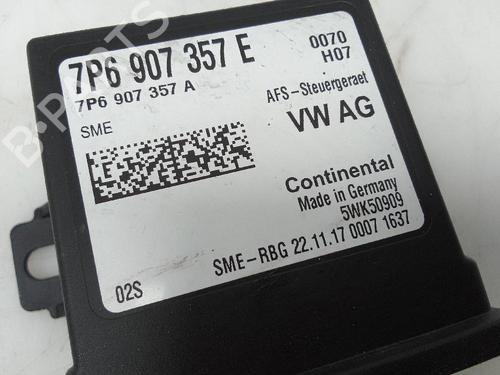 7P6 907 357 E
0070
7P6 907 357 A
H07
AFS-Steuergeraet
SME
VW AG
Continental
Made in Germany
5WK50909
SME-RBG 22.11.17 0007 1637
02S
B-PARTS